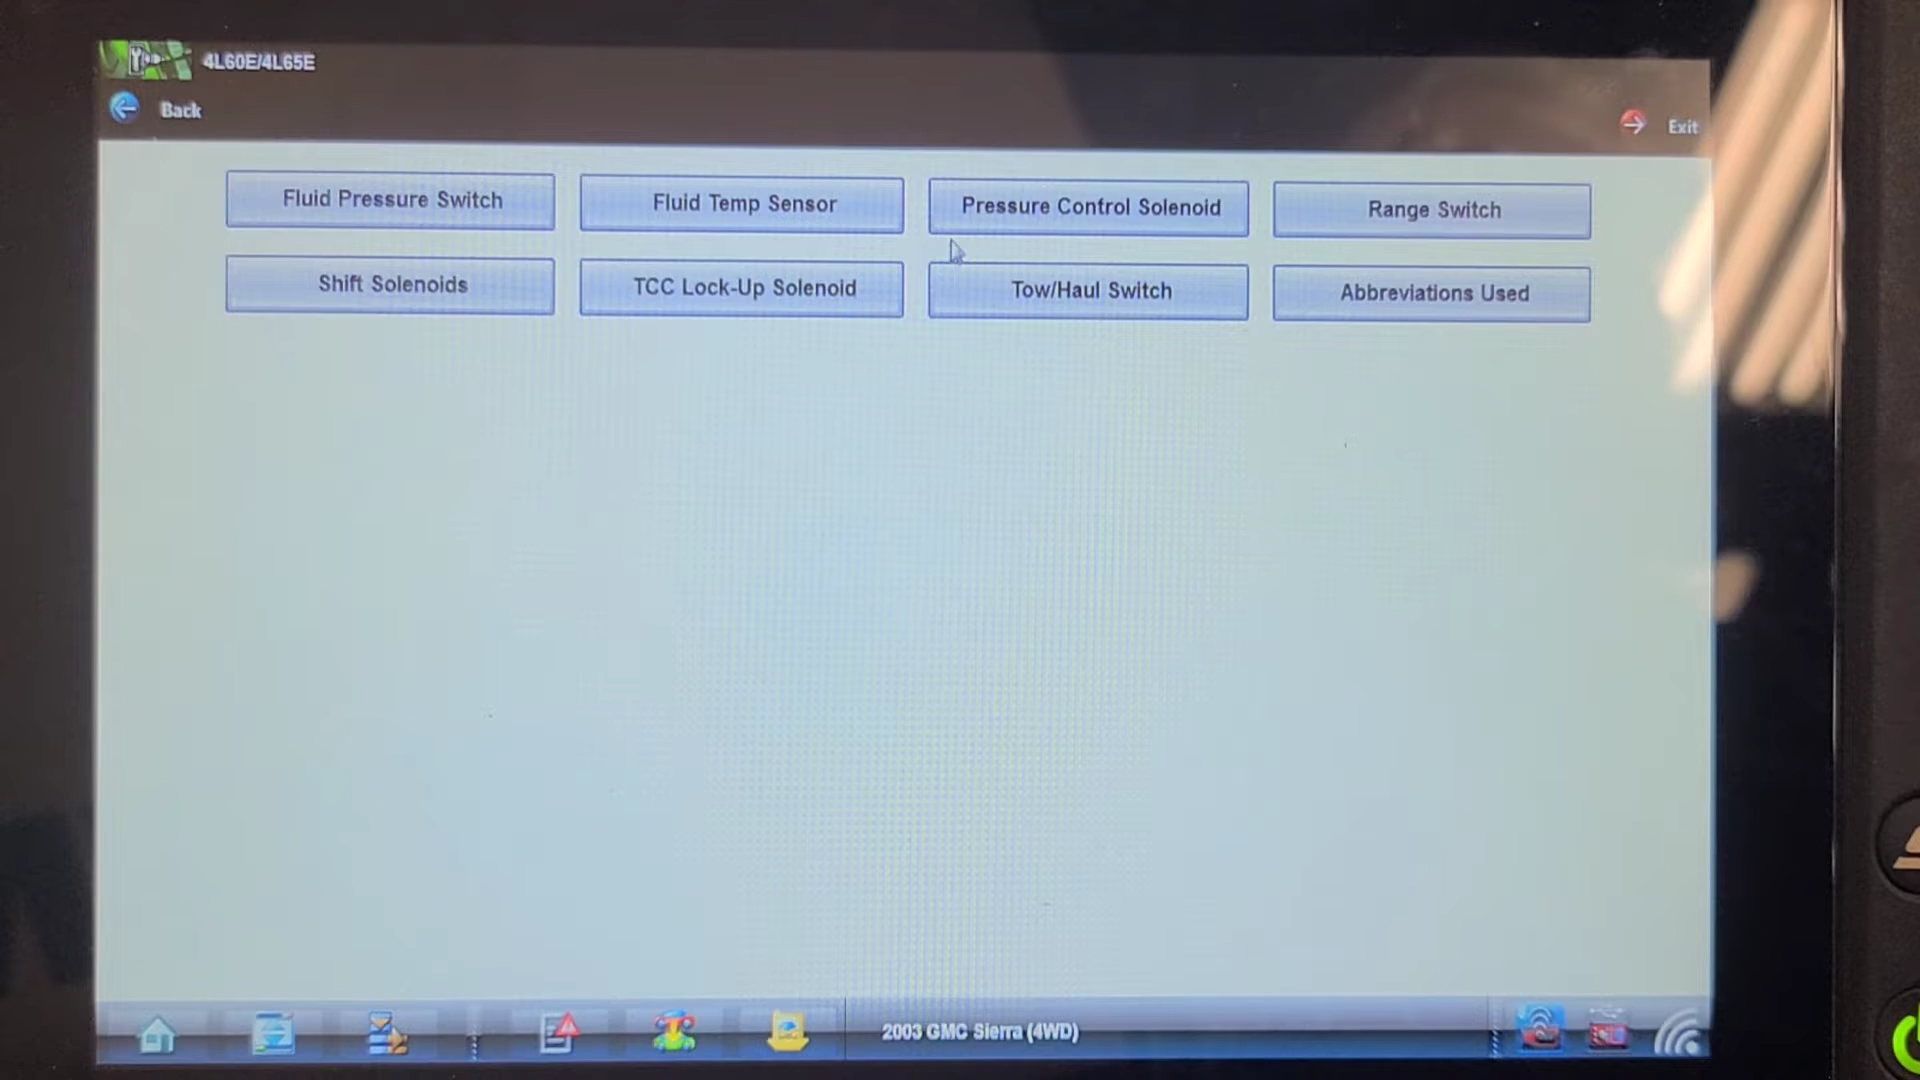 4L60E/4L65E
Back
Exit
Fluid Pressure Switch
Fluid Temp Sensor
Pressure Control Solenoid
Range Switch
Shift Solenoids
TCC Lock-Up Solenoid
Tow/Haul Switch
Abbreviations Used
2003 GMC Sierra (4WD)